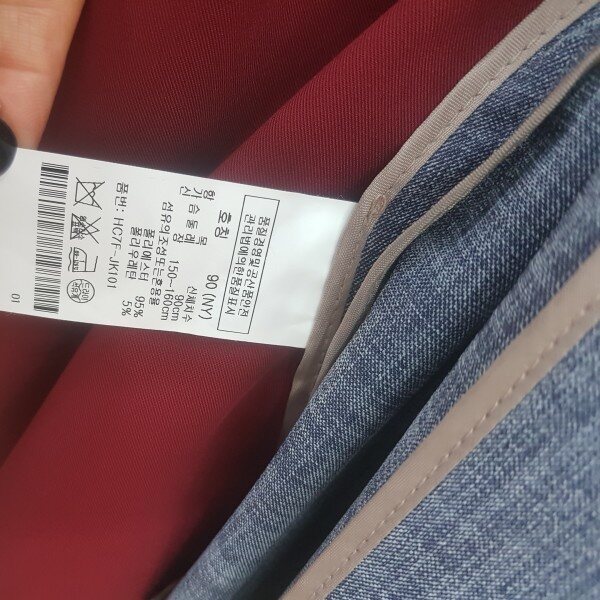 품질경영및공산품안전
관리법에의한품질표시
호칭 90 (NY)
신체치수
가슴둘레 90cm
신장 150~160cm
섬유의조성또는혼용율
폴리에스터 95%
폴리우레탄 5%
품번: HC7F-JK101
01